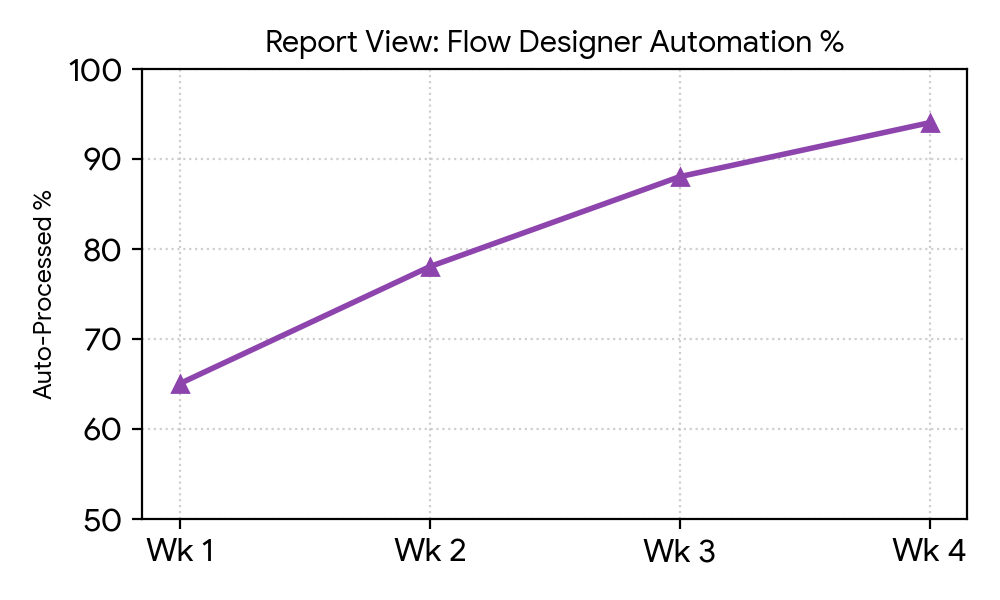 Report View: Flow Designer Automation %
Auto-Processed %
100
90
80
70
60
50
Wk 1 Wk 2 Wk 3 Wk 4